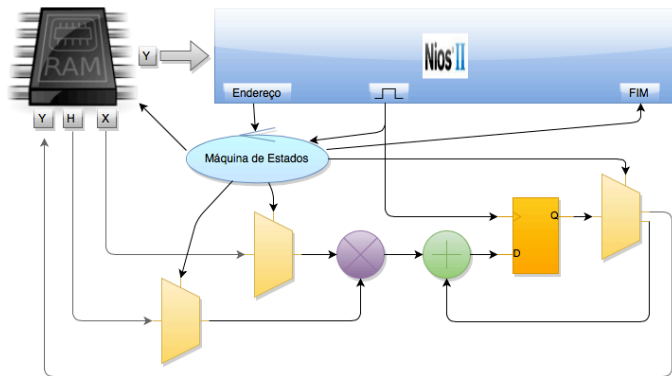 RAM
Y
Nios II
Endereço
FIM
Y
H
X
Máquina de Estados
Q
D